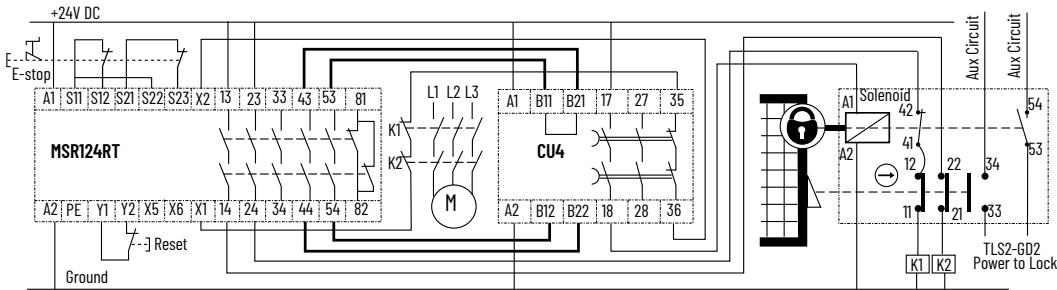 +24V DC
E-stop
A1 S11 S12 S21 S22 S23 X2 13 23 33 43 53 81
MSR124RT
A2 PE Y1 Y2 X5 X6 X1 14 24 34 44 54 82
Reset
Ground
L1 L2 L3
K1
K2
M
A1 B11 B21 17 27 35
CU4
A2 B12 B22 18 28 36
Aux Circuit
Aux Circuit
A1 Solenoid
A2
42
54
41
53
12 22 34
11 21 33
TLS2-GD2
Power to Lock
K1 K2